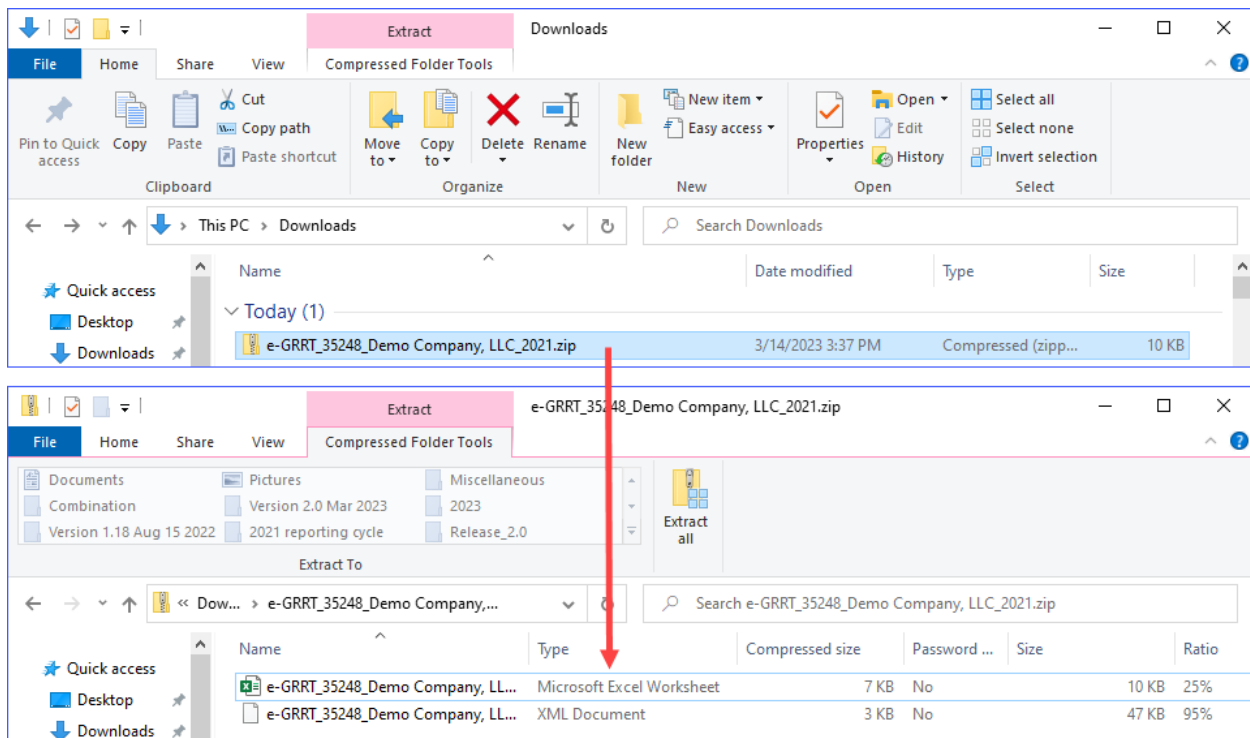 Extract Downloads
File Home Share View Compressed Folder Tools
Pin to Quick access Copy Paste Cut Copy path Paste shortcut Move to Copy to Delete Rename New folder New item Easy access Properties Open Edit History Select all Select none Invert selection
Clipboard Organize New Open Select
This PC > Downloads Search Downloads
Name Date modified Type Size
Quick access
Today (1)
Desktop
e-GRRT_35248_Demo Company, LLC_2021.zip 3/14/2023 3:37 PM Compressed (zipp... 10 KB
Downloads
Extract e-GRRT_35248_Demo Company, LLC_2021.zip
File Home Share View Compressed Folder Tools
Documents Pictures Miscellaneous
Combination Version 2.0 Mar 2023 2023
Version 1.18 Aug 15 2022 2021 reporting cycle Release_2.0
Extract all
Extract To
« Dow... > e-GRRT_35248_Demo Company,... Search e-GRRT_35248_Demo Company, LLC_2021.zip
Name Type Compressed size Password ... Size Ratio
Quick access
e-GRRT_35248_Demo Company, LL... Microsoft Excel Worksheet 7 KB No 10 KB 25%
Desktop
e-GRRT_35248_Demo Company, LL... XML Document 3 KB No 47 KB 95%
Downloads